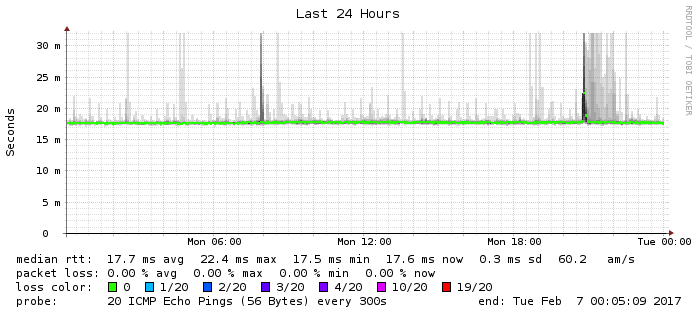 Last 24 Hours
RRDTOOL / TOBI OETIKER
Seconds
30 m
25 m
20 m
15 m
10 m
5 m
0
Mon 06:00 Mon 12:00 Mon 18:00 Tue 00:00
median rtt: 17.7 ms avg 22.4 ms max 17.5 ms min 17.6 ms now 0.3 ms sd 60.2 am/s
packet loss: 0.00 % avg 0.00 % max 0.00 % min 0.00 % now
loss color: 0 1/20 2/20 3/20 4/20 10/20 19/20
probe: 20 ICMP Echo Pings (56 Bytes) every 300s end: Tue Feb 7 00:05:09 2017